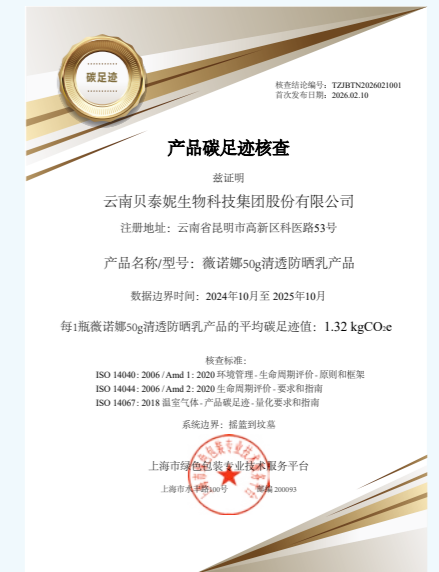 碳足迹
核查结论编号：TZJBTN2026021001
首次发布日期：2026.02.10
产品碳足迹核查
兹证明
云南贝泰妮生物科技集团股份有限公司
注册地址：云南省昆明市高新区科医路53号
产品名称/型号：薇诺娜50g清透防晒乳产品
数据边界时间：2024年10月至 2025年10月
每1瓶薇诺娜50g清透防晒乳产品的平均碳足迹值：1.32 kgCO₂e
核查标准：
ISO 14040: 2006 /Amd 1: 2020 环境管理 - 生命周期评价 - 原则和框架
ISO 14044: 2006 /Amd 2: 2020 生命周期评价 - 要求和指南
ISO 14067: 2018 温室气体 - 产品碳足迹 - 量化要求和指南
系统边界：摇篮到坟墓
上海市绿色包装专业技术服务平台
上海市水丰路100号 邮编 200093